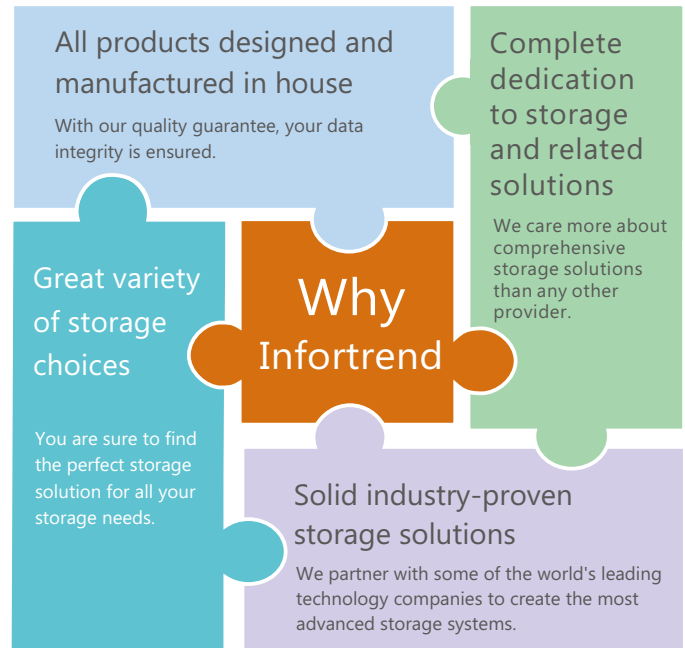 All products designed and
manufactured in house
With our quality guarantee, your data
integrity is ensured.
Complete
dedication
to storage
and related
solutions
We care more about
comprehensive
storage solutions
than any other
provider.
Great variety
of storage
choices
You are sure to find
the perfect storage
solution for all your
storage needs.
Why
Infortrend
Solid industry-proven
storage solutions
We partner with some of the world's leading
technology companies to create the most
advanced storage systems.